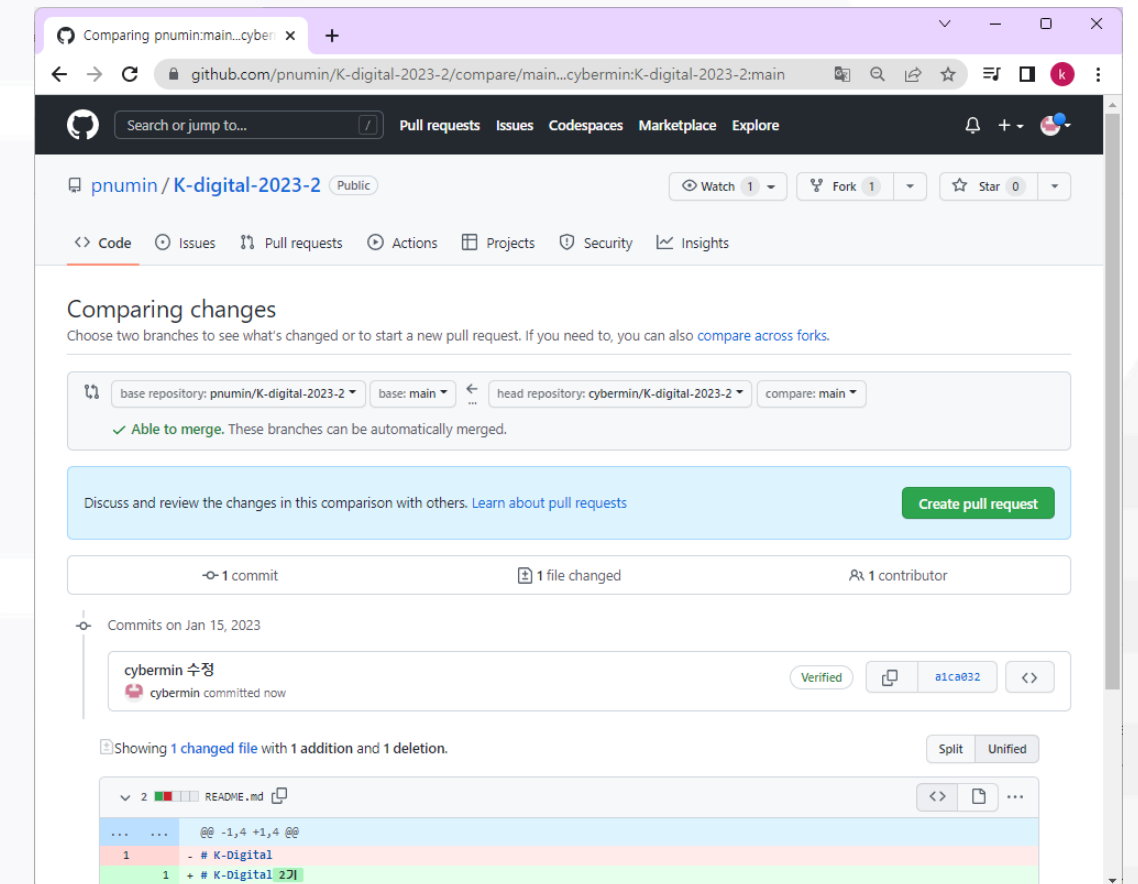 Comparing pnumin:main...cyber
github.com/pnumin/K-digital-2023-2/compare/main...cybermin:K-digital-2023-2:main
k
Search or jump to... / Pull requests Issues Codespaces Marketplace Explore
pnumin / K-digital-2023-2 Public Watch 1 Fork 1 Star 0
<> Code Issues Pull requests Actions Projects Security Insights
Comparing changes
Choose two branches to see what's changed or to start a new pull request. If you need to, you can also compare across forks.
base repository: pnumin/K-digital-2023-2 base: main ← ... head repository: cybermin/K-digital-2023-2 compare: main
✓ Able to merge. These branches can be automatically merged.
Discuss and review the changes in this comparison with others. Learn about pull requests Create pull request
1 commit 1 file changed 1 contributor
Commits on Jan 15, 2023
cybermin 수정
cybermin committed now
Verified a1ca032 <>
Showing 1 changed file with 1 addition and 1 deletion. Split Unified
2 README.md <> ...
... ... @@ -1,4 +1,4 @@
1 - # K-Digital
1 + # K-Digital 2기